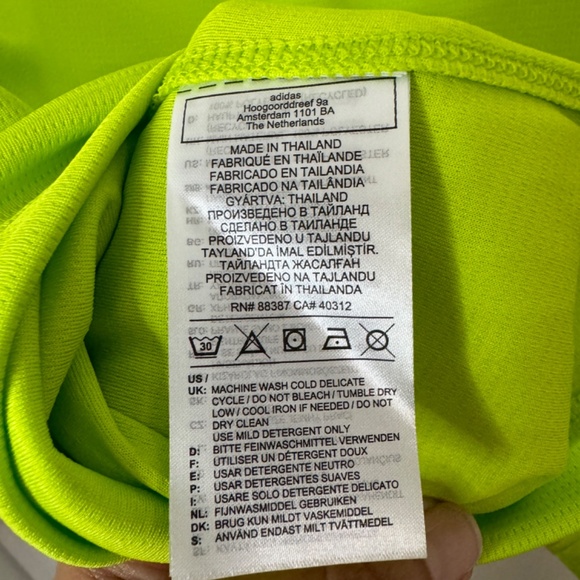 adidas
Hoogoorddreef 9a
Amsterdam 1101 BA
The Netherlands
MADE IN THAILAND
FABRIQUÉ EN THAÏLANDE
FABRICADO EN TAILANDIA
FABRICADO NA TAILÂNDIA
GYÁRTVA: THAILAND
ПРОИЗВЕДЕНО В ТАЙЛАНД
СДЕЛАНО В ТАИЛАНДЕ
PROIZVEDENO U TAJLANDU
TAYLAND'DA İMAL EDİLMİŞTİR.
ТАЙЛАНДТА ЖАСАЛҒАН
PROIZVEDENO NA TAJLANDU
FABRICAT ÎN THAILANDA
RN# 88387 CA# 40312
30
US /
UK: MACHINE WASH COLD DELICATE
CYCLE / DO NOT BLEACH / TUMBLE DRY
LOW / COOL IRON IF NEEDED / DO NOT
DRY CLEAN
USE MILD DETERGENT ONLY
D: BITTE FEINWASCHMITTEL VERWENDEN
F: UTILISER UN DÉTERGENT DOUX
E: USAR DETERGENTE NEUTRO
P: USAR DETERGENTES SUAVES
I: USARE SOLO DETERGENTE DELICATO
NL: FIJNWASMIDDEL GEBRUIKEN
DK: BRUG KUN MILDT VASKEMIDDEL
S: ANVÄND ENDAST MILT TVÄTTMEDEL